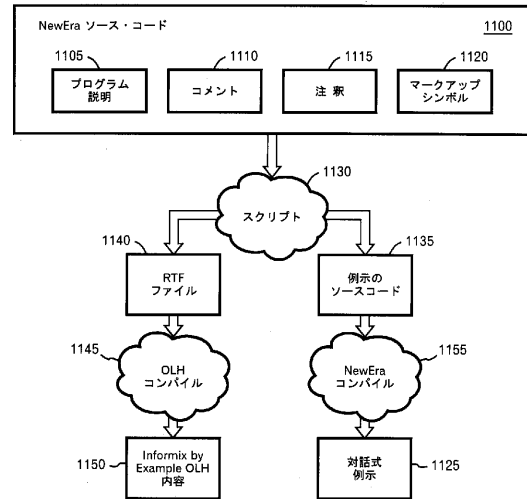 NewEra ソース・コード
1100
1105
1110
1115
1120
プログラム
説明
コメント
注 釈
マークアップ
シンボル
1130
スクリプト
1140
1135
RTF
ファイル
例示の
ソースコード
1145
1155
OLH
コンパイル
NewEra
コンパイル
1150
Informix by
Example OLH
内容
対話式
例示
1125